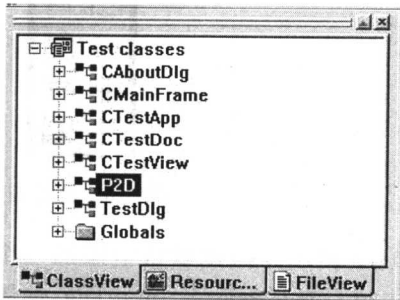 Test classes
CAboutDlg
CMainFrame
CTestApp
CTestDoc
CTestView
P2D
TestDlg
Globals
ClassView Resourc... FileView